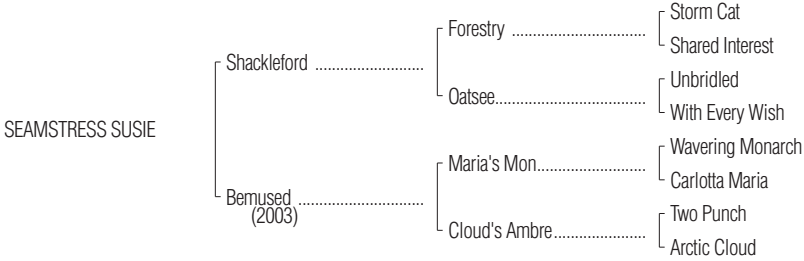 Storm Cat
Forestry ................................
Shared Interest
Shackleford ..........................
Unbridled
Oatsee....................................
With Every Wish
SEAMSTRESS SUSIE
Wavering Monarch
Maria's Mon..........................
Carlotta Maria
Bemused ..............................
(2003)
Two Punch
Cloud's Ambre......................
Arctic Cloud